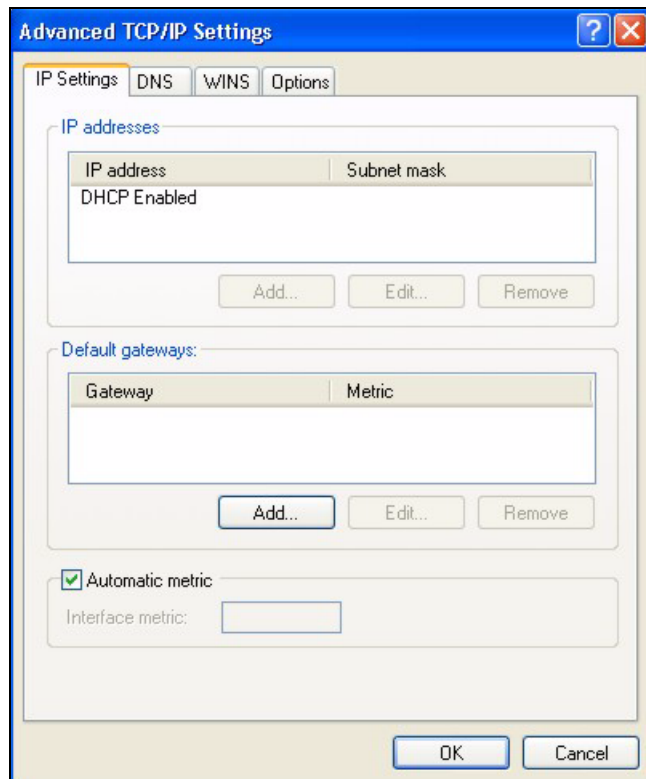 Advanced TCP/IP Settings
IP Settings DNS WINS Options
IP addresses
IP address Subnet mask
DHCP Enabled
Add... Edit... Remove
Default gateways:
Gateway Metric
Add... Edit... Remove
Automatic metric
Interface metric:
OK Cancel